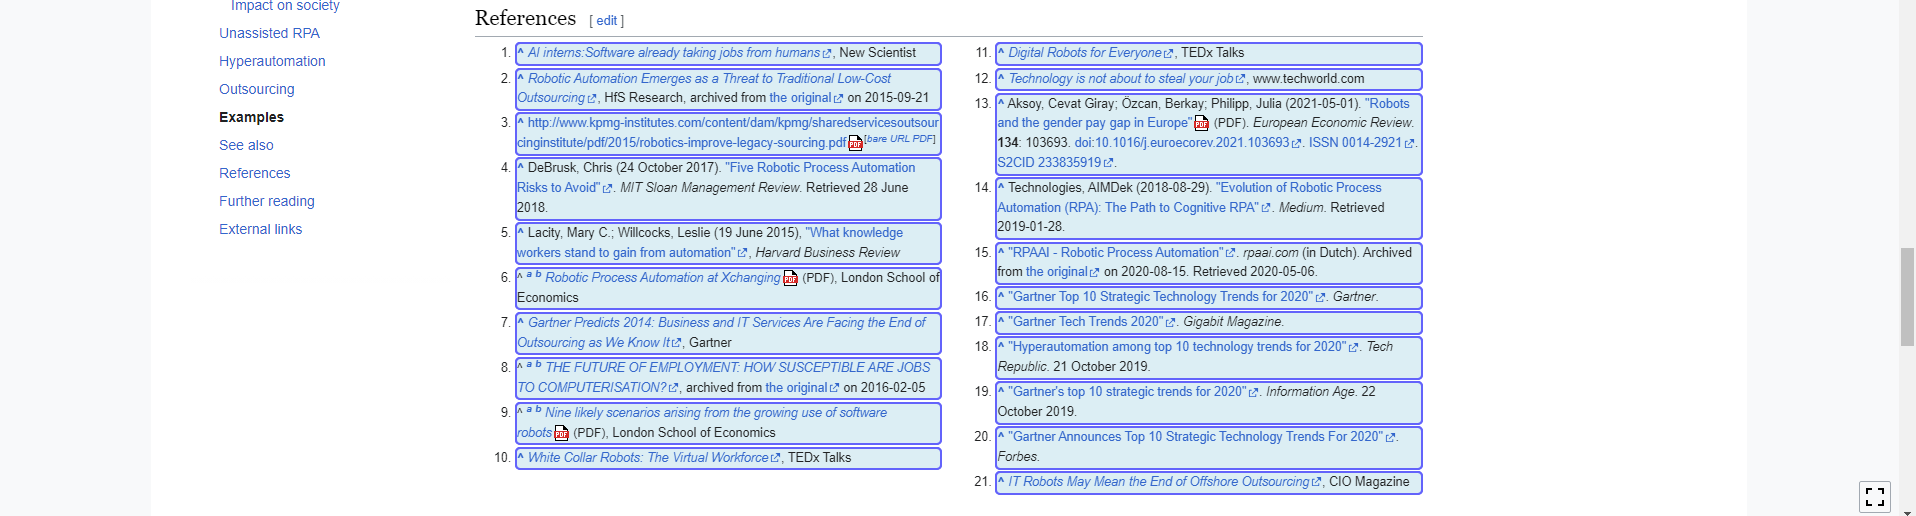 Impact on society
Unassisted RPA
Hyperautomation
Outsourcing
Examples
See also
References
Further reading
External links
References [ edit ]
1. ^ AI interns:Software already taking jobs from humans, New Scientist
2. ^ Robotic Automation Emerges as a Threat to Traditional Low-Cost
Outsourcing, HfS Research, archived from the original on 2015-09-21
3. ^ http://www.kpmg-institutes.com/content/dam/kpmg/sharedservicesoutsour
cinginstitute/pdf/2015/robotics-improve-legacy-sourcing.pdf [bare URL PDF]
4. ^ DeBrusk, Chris (24 October 2017). "Five Robotic Process Automation
Risks to Avoid". MIT Sloan Management Review. Retrieved 28 June
2018.
5. ^ Lacity, Mary C.; Willcocks, Leslie (19 June 2015), "What knowledge
workers stand to gain from automation", Harvard Business Review
6. ^ a b Robotic Process Automation at Xchanging (PDF), London School of
Economics
7. ^ Gartner Predicts 2014: Business and IT Services Are Facing the End of
Outsourcing as We Know It, Gartner
8. ^ a b THE FUTURE OF EMPLOYMENT: HOW SUSCEPTIBLE ARE JOBS
TO COMPUTERISATION?, archived from the original on 2016-02-05
9. ^ a b Nine likely scenarios arising from the growing use of software
robots (PDF), London School of Economics
10. ^ White Collar Robots: The Virtual Workforce, TEDx Talks
11. ^ Digital Robots for Everyone, TEDx Talks
12. ^ Technology is not about to steal your job, www.techworld.com
13. ^ Aksoy, Cevat Giray; Özcan, Berkay; Philipp, Julia (2021-05-01). "Robots
and the gender pay gap in Europe" (PDF). European Economic Review.
134: 103693. doi:10.1016/j.euroecorev.2021.103693. ISSN 0014-2921.
S2CID 233835919.
14. ^ Technologies, AIMDek (2018-08-29). "Evolution of Robotic Process
Automation (RPA): The Path to Cognitive RPA". Medium. Retrieved
2019-01-28.
15. ^ "RPAAI - Robotic Process Automation". rpaai.com (in Dutch). Archived
from the original on 2020-08-15. Retrieved 2020-05-06.
16. ^ "Gartner Top 10 Strategic Technology Trends for 2020". Gartner.
17. ^ "Gartner Tech Trends 2020". Gigabit Magazine.
18. ^ "Hyperautomation among top 10 technology trends for 2020". Tech
Republic. 21 October 2019.
19. ^ "Gartner's top 10 strategic trends for 2020". Information Age. 22
October 2019.
20. ^ "Gartner Announces Top 10 Strategic Technology Trends For 2020".
Forbes.
21. ^ IT Robots May Mean the End of Offshore Outsourcing, CIO Magazine